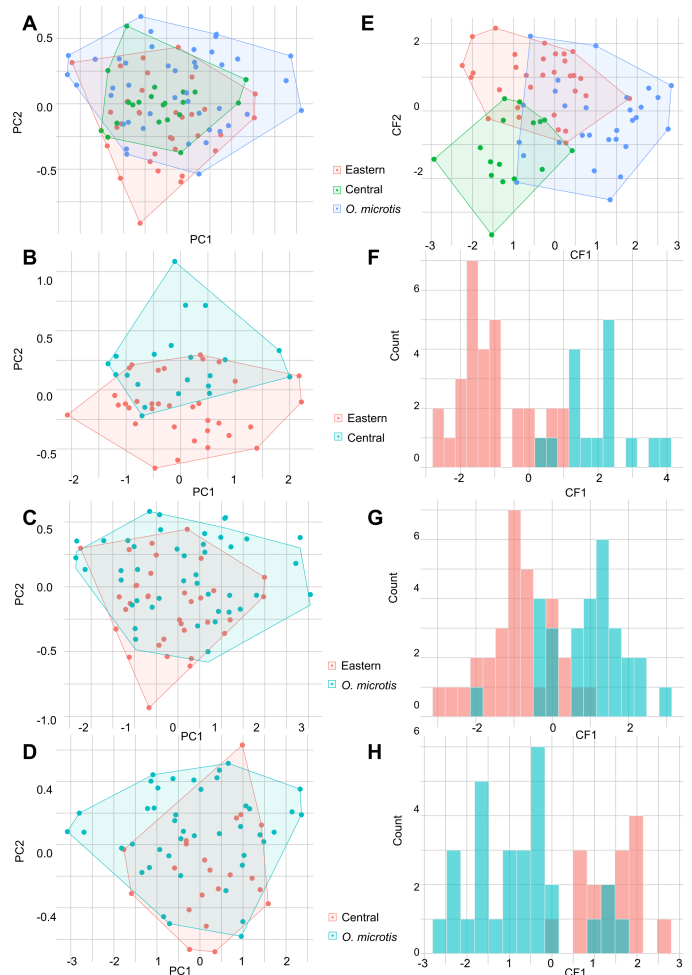 A
0.5
0.0
-0.5
PC2
PC1
Eastern
Central
O. microtis
E
2
0
-2
CF2
-3 -2 -1 0 1 2 3
CF1
B
1.0
0.5
0.0
-0.5
PC2
-2 -1 0 1 2
PC1
Eastern
Central
F
6
4
2
0
Count
-2 0 2 4
CF1
C
0.5
0.0
-0.5
-1.0
PC2
-2 -1 0 1 2 3
PC1
Eastern
O. microtis
G
6
4
2
0
Count
-2 0 2
CF1
D
0.4
0.0
-0.4
PC2
-3 -2 -1 0 1 2
PC1
Central
O. microtis
H
6
4
2
0
Count
-3 -2 -1 0 1 2 3
CF1